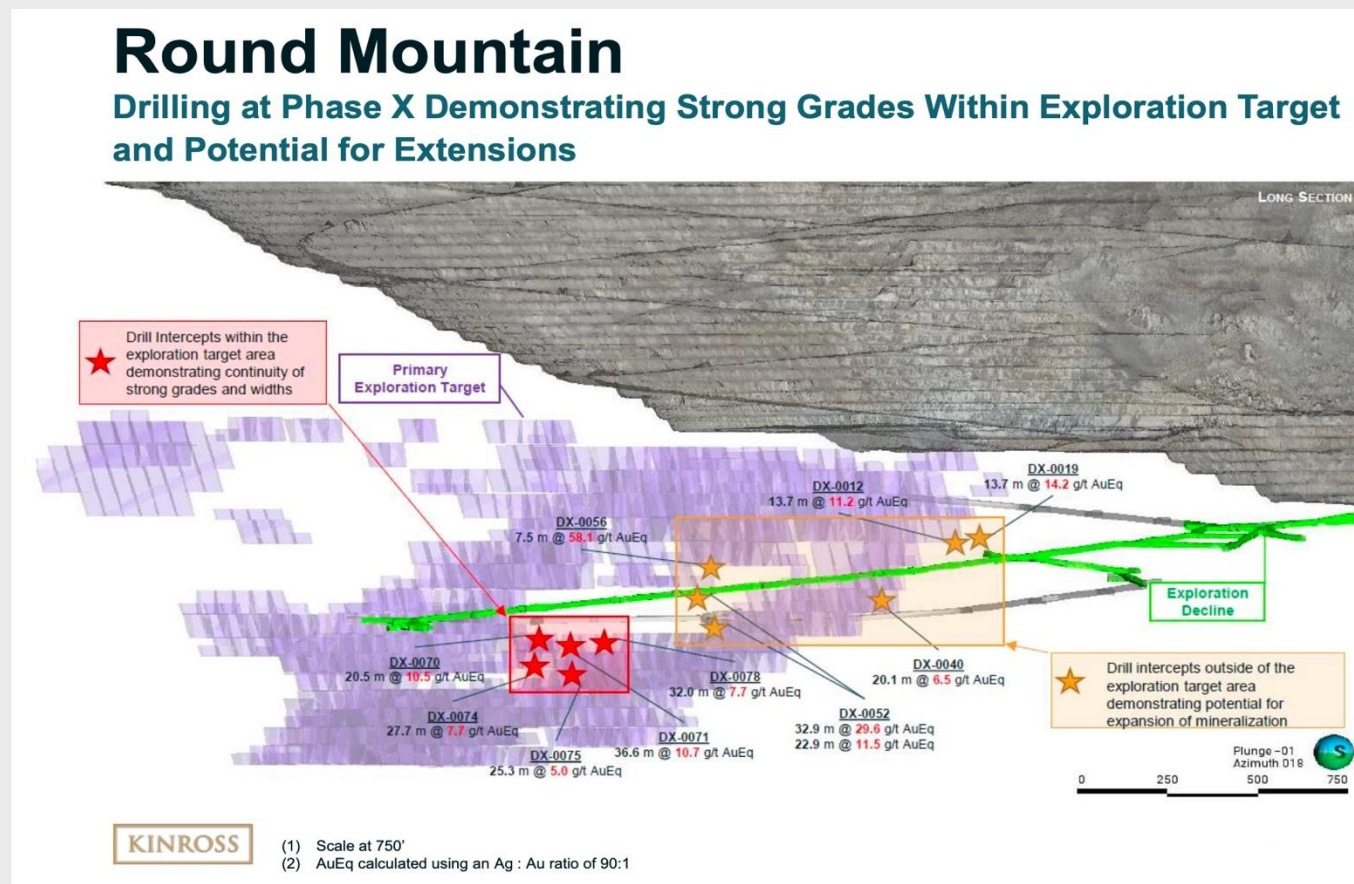 Round Mountain
Drilling at Phase X Demonstrating Strong Grades Within Exploration Target
and Potential for Extensions
LONG SECTION
Drill Intercepts within the
exploration target area
demonstrating continuity of
strong grades and widths
Primary
Exploration Target
DX-0019
13.7 m @ 14.2 g/t AuEq
DX-0012
13.7 m @ 11.2 g/t AuEq
DX-0056
7.5 m @ 58.1 g/t AuEq
Exploration
Decline
DX-0070
20.5 m @ 10.5 g/t AuEq
DX-0078
32.0 m @ 7.7 g/t AuEq
DX-0040
20.1 m @ 6.5 g/t AuEq
DX-0074
27.7 m @ 7.7 g/t AuEq
DX-0052
32.9 m @ 29.6 g/t AuEq
22.9 m @ 11.5 g/t AuEq
DX-0071
36.6 m @ 10.7 g/t AuEq
DX-0075
25.3 m @ 5.0 g/t AuEq
Drill intercepts outside of the
exploration target area
demonstrating potential for
expansion of mineralization
Plunge -01
Azimuth 018
S
0 250 500 750
KINROSS
(1) Scale at 750'
(2) AuEq calculated using an Ag : Au ratio of 90:1